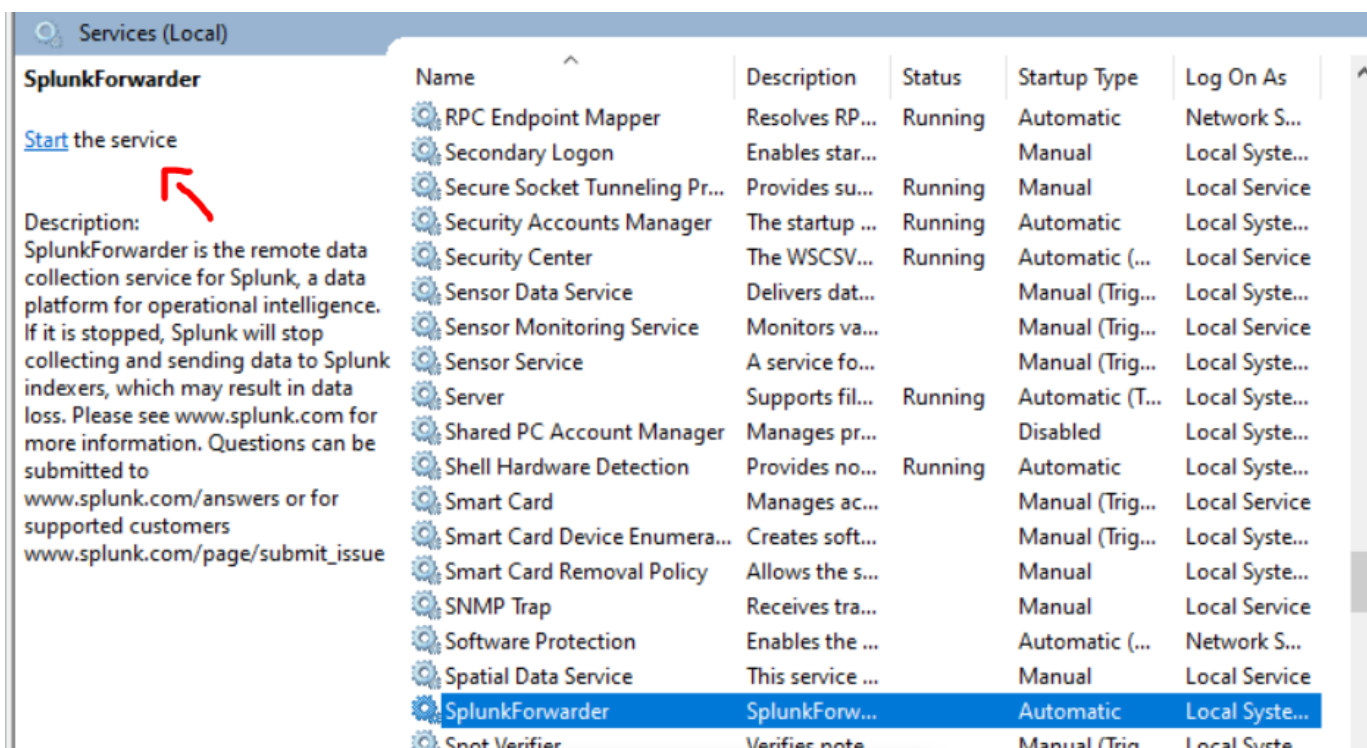 Services (Local)
SplunkForwarder
Start the service
Description:
SplunkForwarder is the remote data
collection service for Splunk, a data
platform for operational intelligence.
If it is stopped, Splunk will stop
collecting and sending data to Splunk
indexers, which may result in data
loss. Please see www.splunk.com for
more information. Questions can be
submitted to
www.splunk.com/answers or for
supported customers
www.splunk.com/page/submit_issue
Name Description Status Startup Type Log On As
RPC Endpoint Mapper Resolves RP... Running Automatic Network S...
Secondary Logon Enables star... Manual Local Syste...
Secure Socket Tunneling Pr... Provides su... Running Manual Local Service
Security Accounts Manager The startup ... Running Automatic Local Syste...
Security Center The WSCSV... Running Automatic (... Local Service
Sensor Data Service Delivers dat... Manual (Trig... Local Syste...
Sensor Monitoring Service Monitors va... Manual (Trig... Local Service
Sensor Service A service fo... Manual (Trig... Local Syste...
Server Supports fil... Running Automatic (T... Local Syste...
Shared PC Account Manager Manages pr... Disabled Local Syste...
Shell Hardware Detection Provides no... Running Automatic Local Syste...
Smart Card Manages ac... Manual (Trig... Local Service
Smart Card Device Enumera... Creates soft... Manual (Trig... Local Syste...
Smart Card Removal Policy Allows the s... Manual Local Syste...
SNMP Trap Receives tra... Manual Local Service
Software Protection Enables the ... Automatic (... Network S...
Spatial Data Service This service ... Manual Local Service
SplunkForwarder SplunkForw... Automatic Local Syste...
Spot Verifier Verifies pote... Manual (Trig... Local Syste...